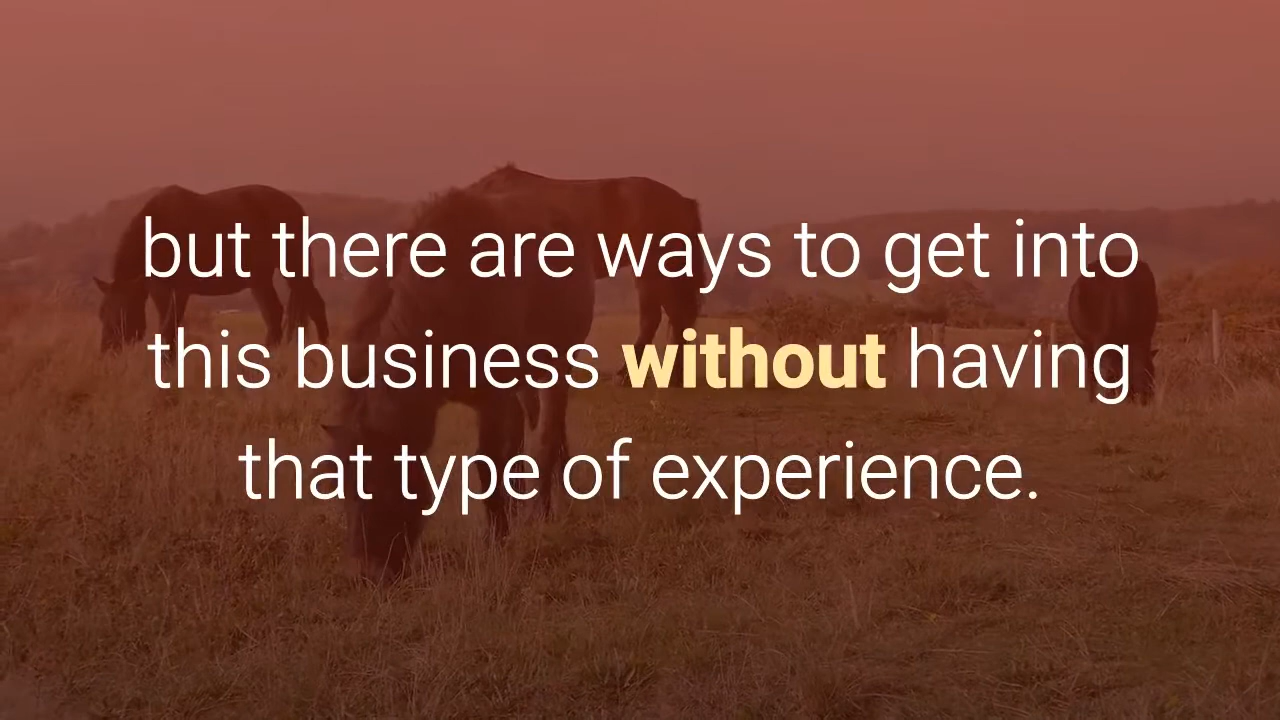 but there are ways to get into
this business without having
that type of experience.